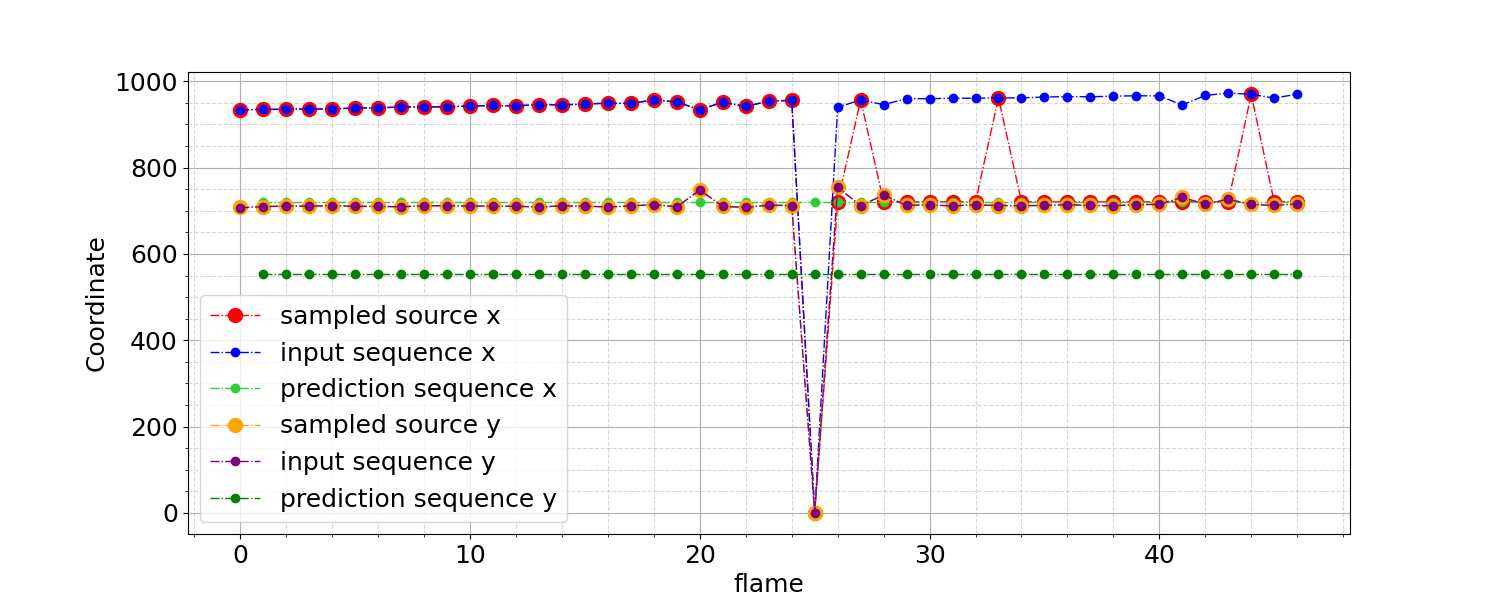 1000
800
600
400
200
0
Coordinate
sampled source x
input sequence x
prediction sequence x
sampled source y
input sequence y
prediction sequence y
0 10 20 30 40
flame